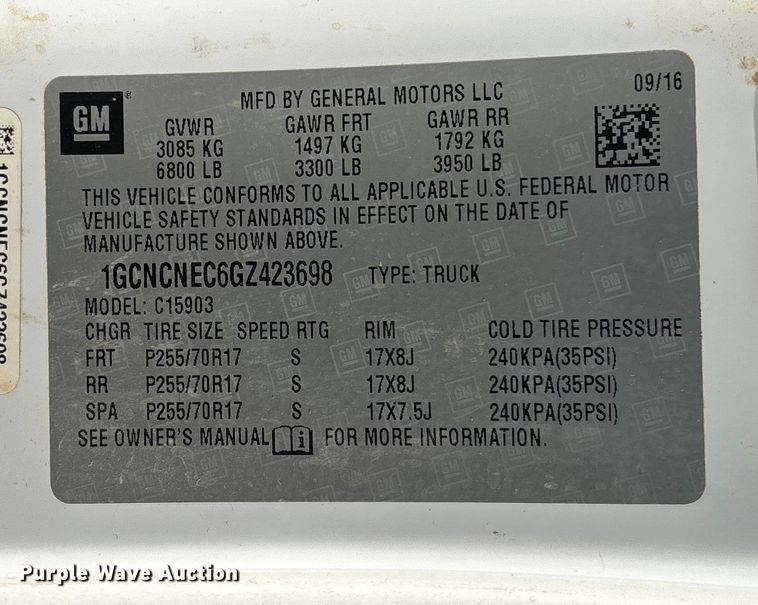 GM
®
MFD BY GENERAL MOTORS LLC
09/16
GVWR GAWR FRT GAWR RR
3085 KG 1497 KG 1792 KG
6800 LB 3300 LB 3950 LB
THIS VEHICLE CONFORMS TO ALL APPLICABLE U.S. FEDERAL MOTOR
VEHICLE SAFETY STANDARDS IN EFFECT ON THE DATE OF
MANUFACTURE SHOWN ABOVE.
1GCNCNEC6GZ423698 TYPE: TRUCK
MODEL: C15903
CHGR TIRE SIZE SPEED RTG RIM COLD TIRE PRESSURE
FRT P255/70R17 S 17X8J 240KPA(35PSI)
RR P255/70R17 S 17X8J 240KPA(35PSI)
SPA P255/70R17 S 17X7.5J 240KPA(35PSI)
SEE OWNER'S MANUAL i FOR MORE INFORMATION.
1GCNCNEC6GZ423698
Purple Wave Auction